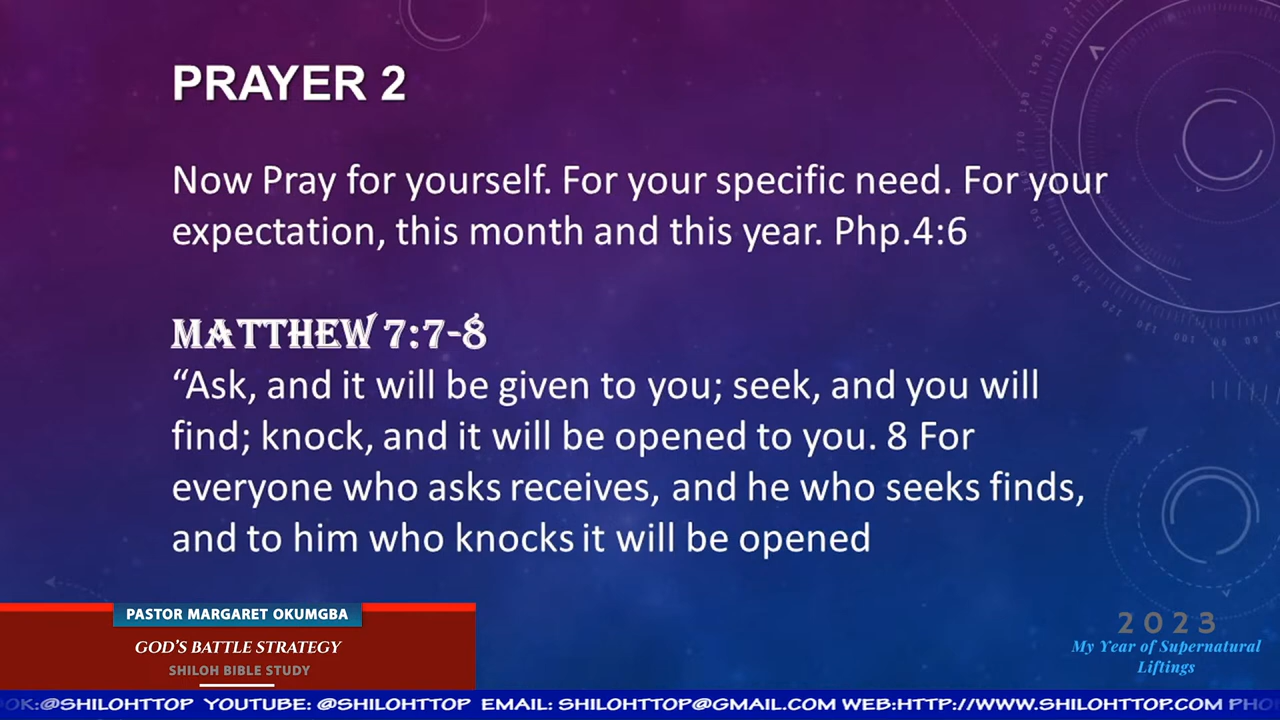 PRAYER 2
Now Pray for yourself. For your specific need. For your
expectation, this month and this year. Php.4:6
MATTHEW 7:7-8
“Ask, and it will be given to you; seek, and you will
find; knock, and it will be opened to you. 8 For
everyone who asks receives, and he who seeks finds,
and to him who knocks it will be opened
PASTOR MARGARET OKUMGBA
GOD'S BATTLE STRATEGY
SHILOH BIBLE STUDY
2023
My Year of Supernatural
Liftings
OK:@SHILOHTTOP YOUTUBE: @SHILOHTTOP EMAIL: SHILOHTTOP@GMAIL.COM WEB:HTTP://WWW.SHILOHTTOP.COM PHO